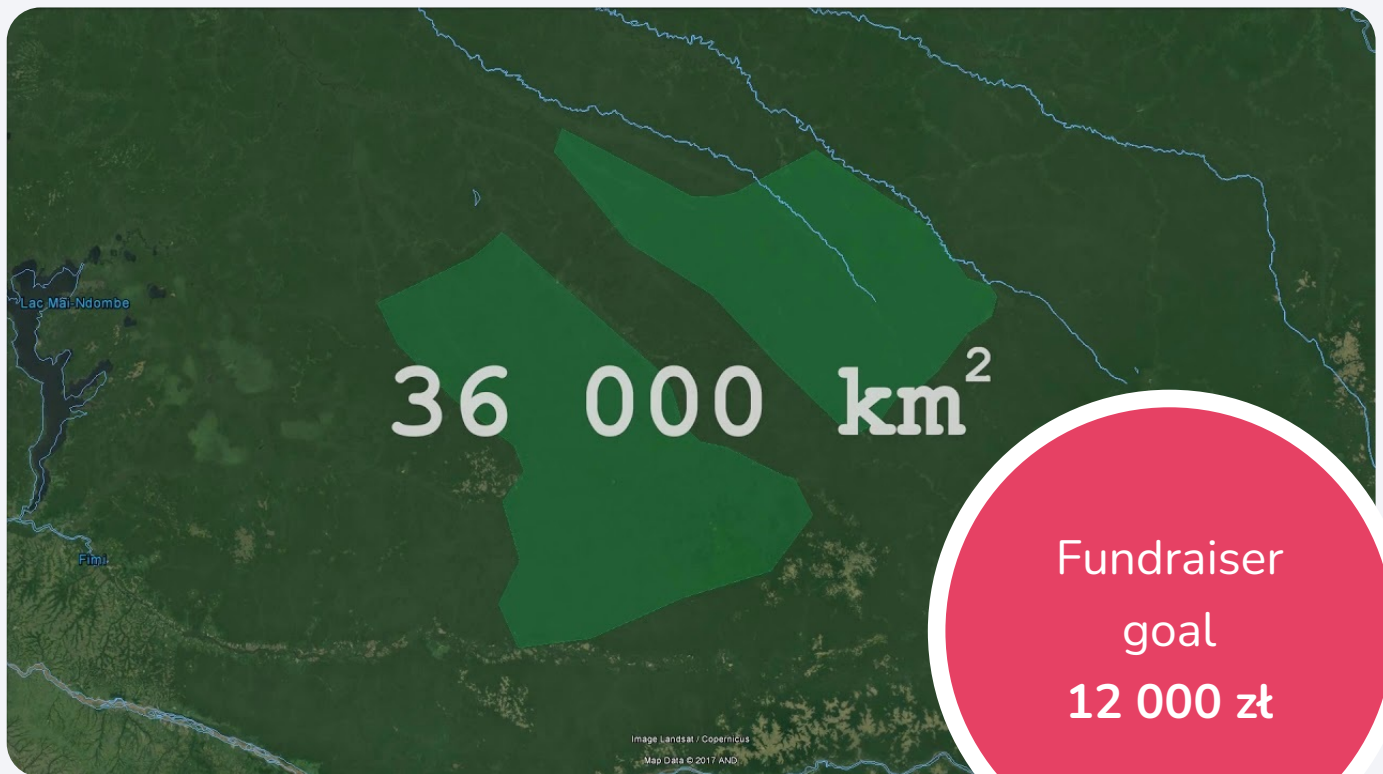 Lac Mai-Ndombe
36 000 km²
Fimi
Fundraiser
goal
12 000 zł
Image Landsat / Copernicus
Map Data © 2017 AND